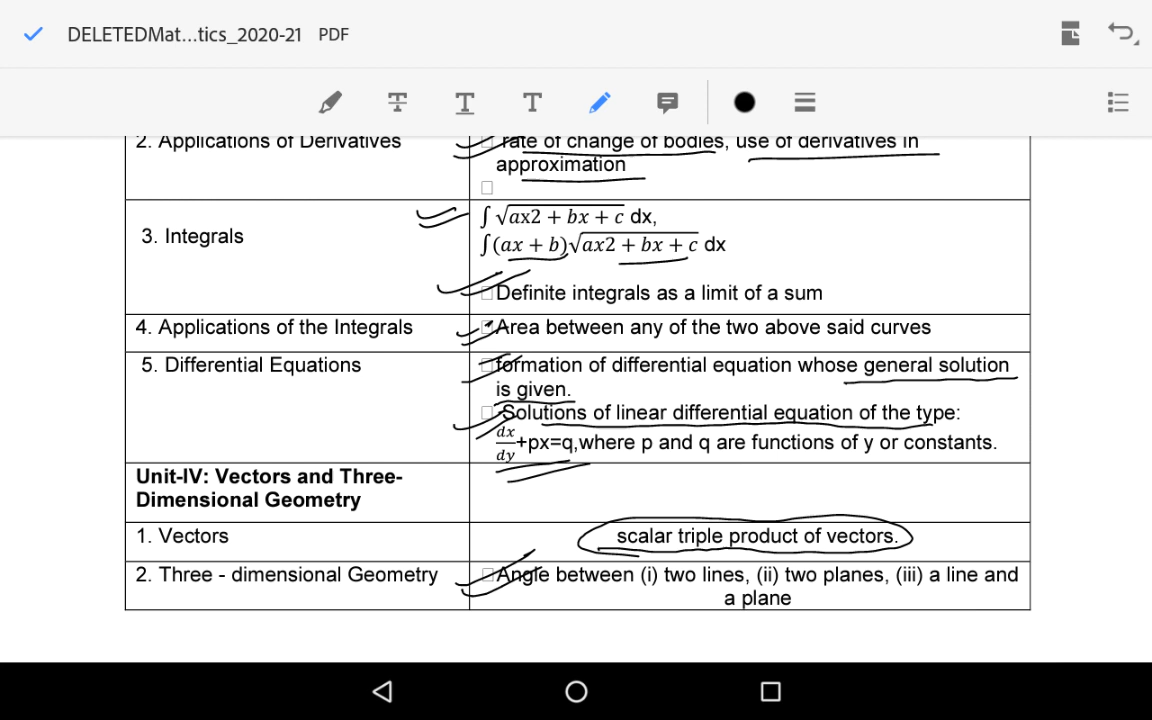 DELETEDMat...tics_2020-21 PDF
2. Applications of Derivatives
rate of change of bodies, use of derivatives in
approximation
3. Integrals
∫√ax2 + bx + c dx,
∫(ax + b)√ax2 + bx + c dx
Definite integrals as a limit of a sum
4. Applications of the Integrals
Area between any of the two above said curves
5. Differential Equations
formation of differential equation whose general solution
is given.
Solutions of linear differential equation of the type:
dx/dy +px=q,where p and q are functions of y or constants.
Unit-IV: Vectors and Three-
Dimensional Geometry
1. Vectors
scalar triple product of vectors.
2. Three - dimensional Geometry
Angle between (i) two lines, (ii) two planes, (iii) a line and
a plane